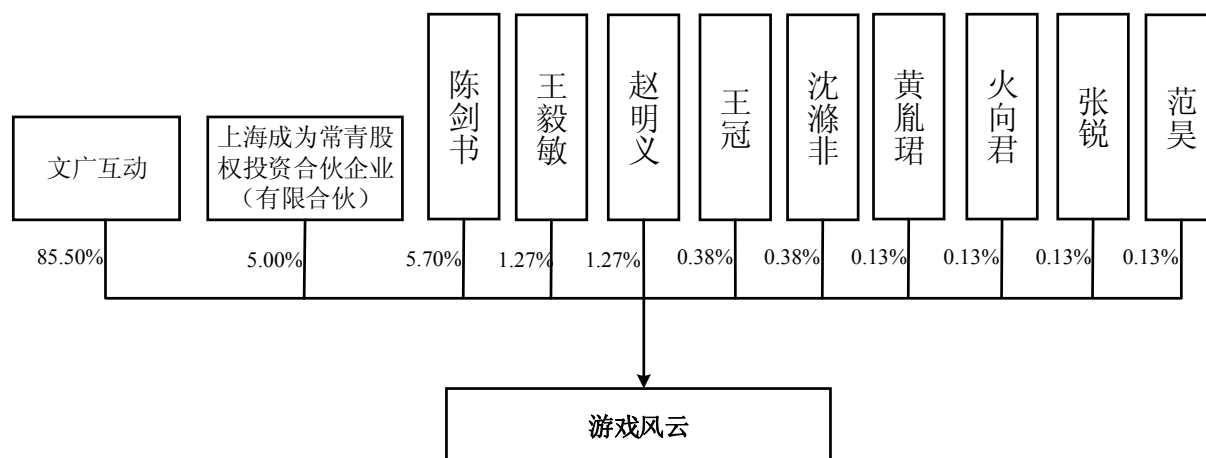 文广互动
上海成为常青股
权投资合伙企业
（有限合伙）
陈剑书
王毅敏
赵明义
王冠
沈滌非
黄胤珺
火向君
张锐
范昊
85.50%
5.00%
5.70%
1.27%
1.27%
0.38%
0.38%
0.13%
0.13%
0.13%
0.13%
游戏风云